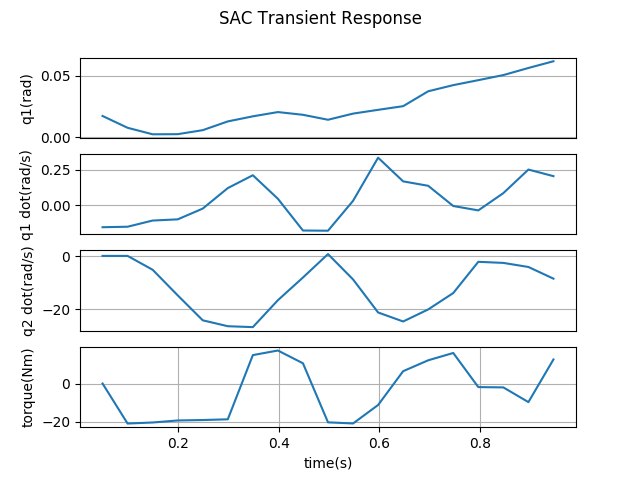 SAC Transient Response
q1(rad)
0.05
0.00
q1 dot(rad/s)
0.25
0.00
q2 dot(rad/s)
0
−20
torque(Nm)
0
−20
0.2 0.4 0.6 0.8
time(s)